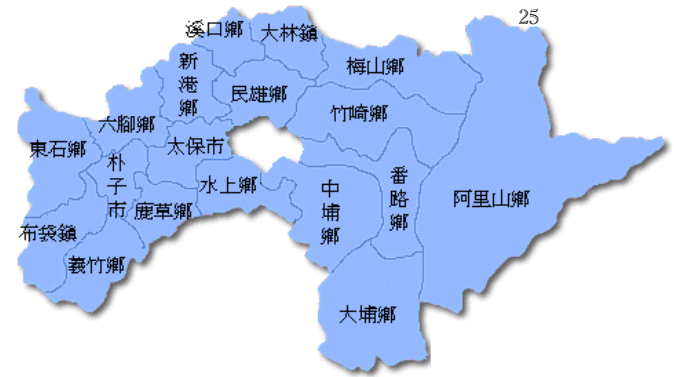 25
溪口鄉
大林鎮
新港鄉
梅山鄉
民雄鄉
竹崎鄉
六腳鄉
東石鄉
太保市
朴子市
水上鄉
番路鄉
中埔鄉
阿里山鄉
鹿草鄉
布袋鎮
義竹鄉
大埔鄉